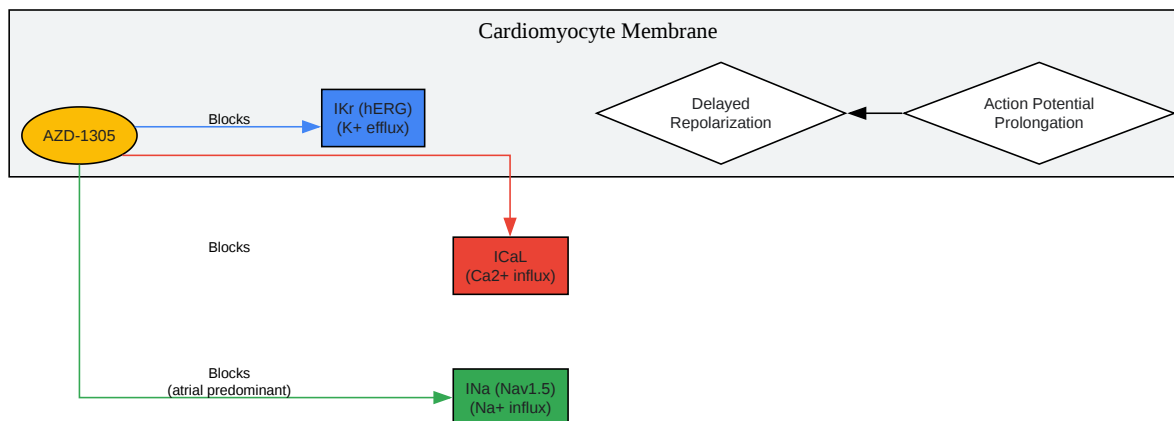 Cardiomyocyte Membrane
AZD-1305
Blocks
IKr (hERG)
(K+ efflux)
Delayed
Repolarization
Action Potential
Prolongation
Blocks
ICaL
(Ca2+ influx)
Blocks
(atrial predominant)
INa (Nav1.5)
(Na+ influx)